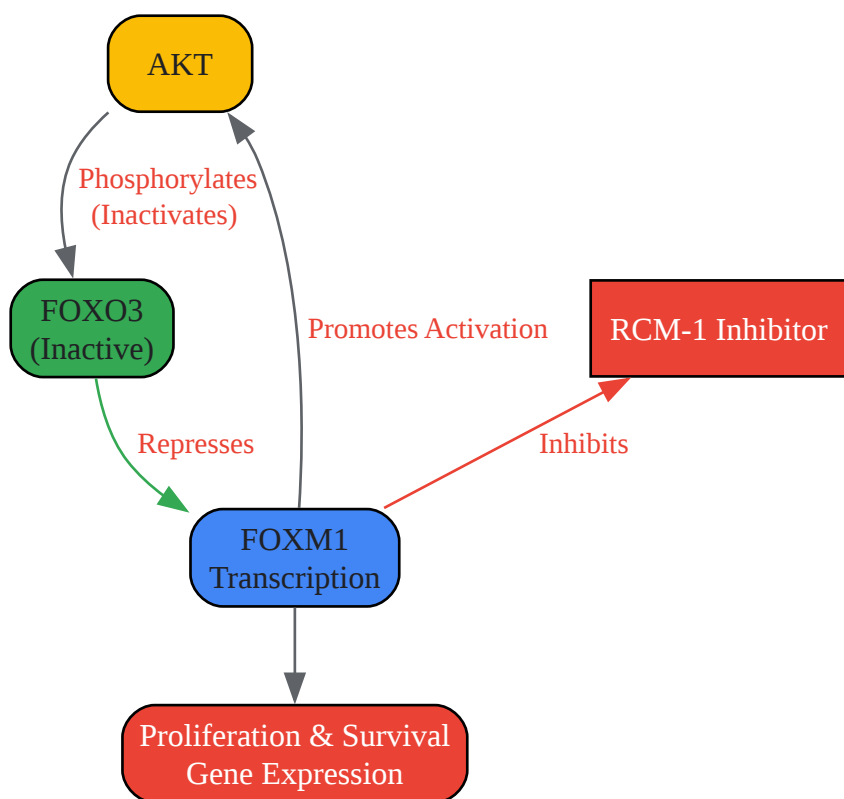 AKT
Phosphorylates
(Inactivates)
FOXO3
(Inactive)
Promotes Activation
RCM-1 Inhibitor
Represses
Inhibits
FOXM1
Transcription
Proliferation & Survival
Gene Expression